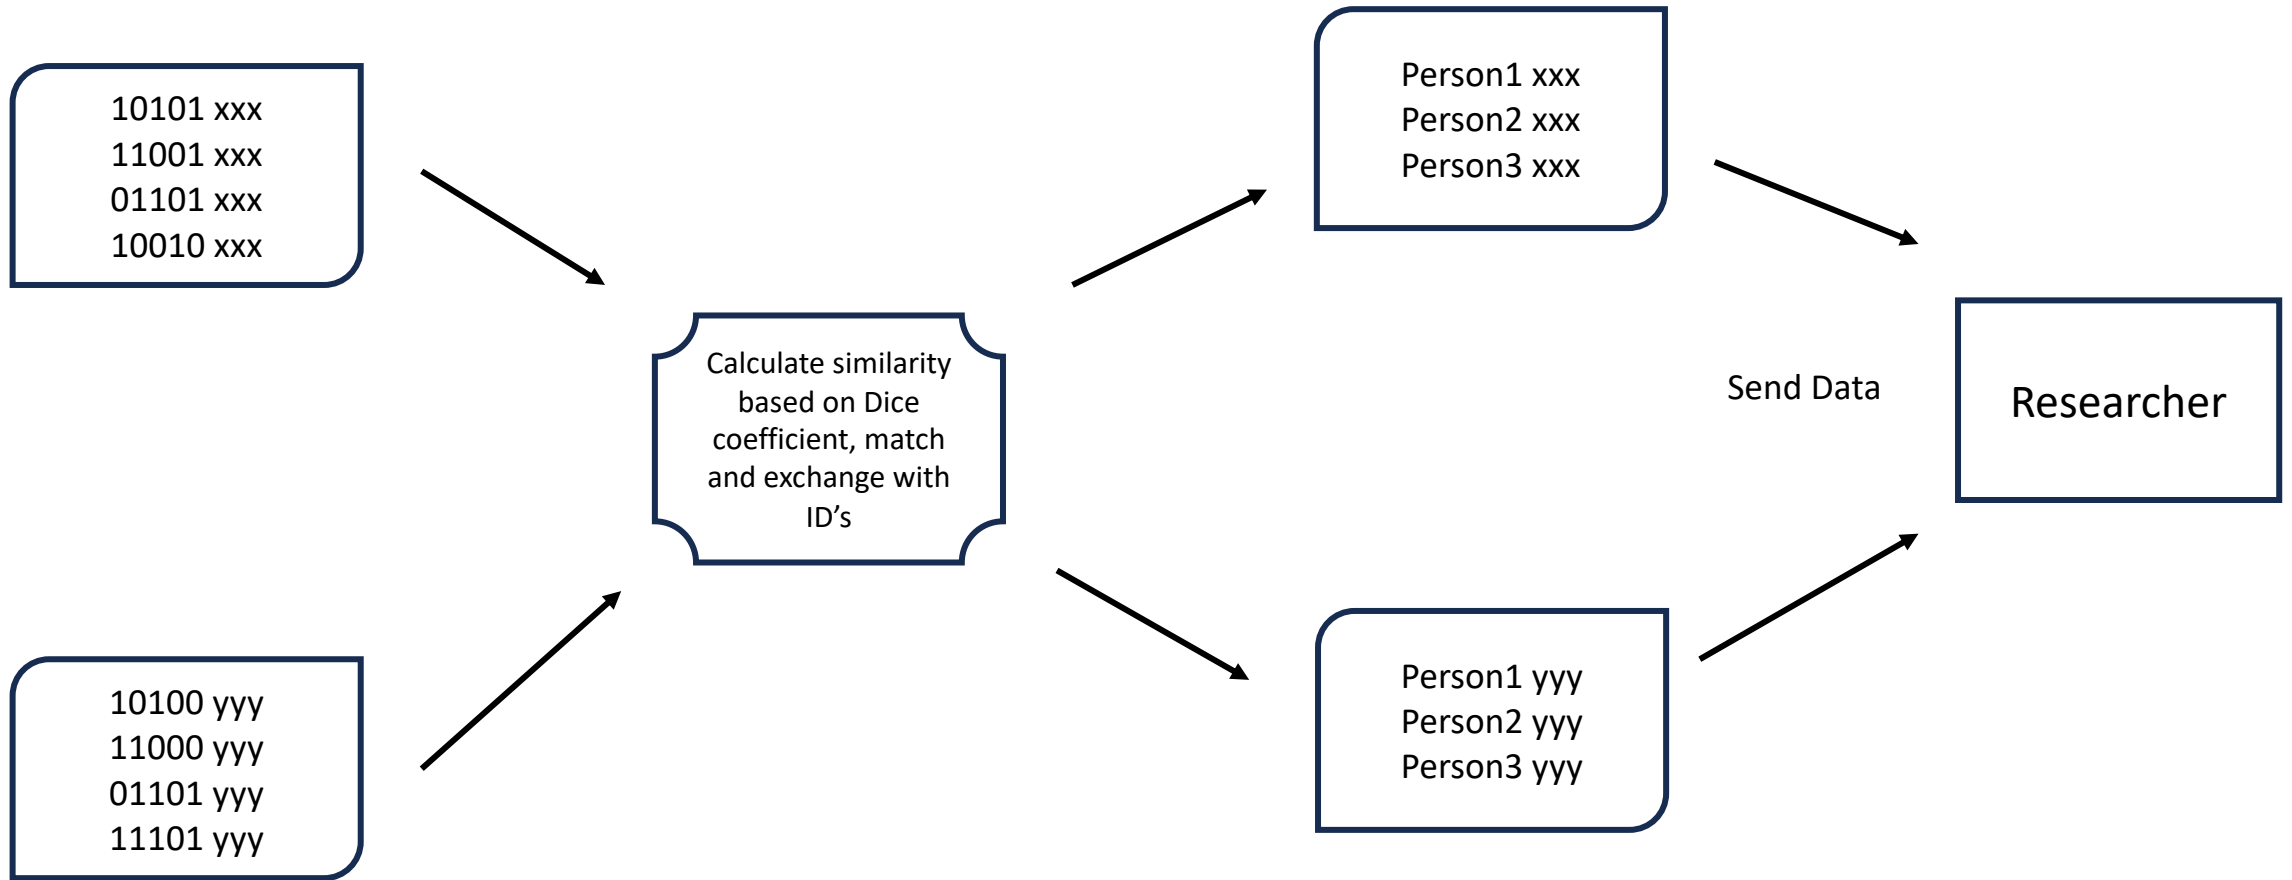 10101 xxx
11001 xxx
01101 xxx
10010 xxx
10100 yyy
11000 yyy
01101 yyy
11101 yyy
Calculate similarity
based on Dice
coefficient, match
and exchange with
ID’s
Person1 xxx
Person2 xxx
Person3 xxx
Person1 yyy
Person2 yyy
Person3 yyy
Send Data
Researcher